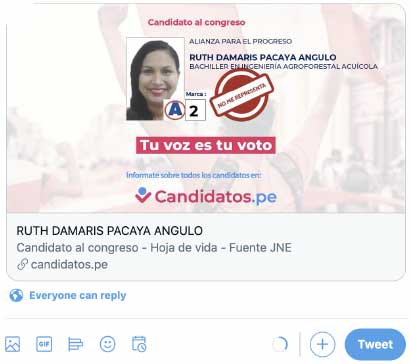 Candidato al congreso
ALIANZA PARA EL PROGRESO
RUTH DAMARIS PACAYA ANGULO
BACHILLER EN INGENIERÍA AGROFORESTAL ACUÍCOLA
Marca :
A 2
NO ME REPRESENTA
Tu voz es tu voto
Informate sobre todos los candidatos en:
Candidatos.pe
RUTH DAMARIS PACAYA ANGULO
Candidato al congreso - Hoja de vida - Fuente JNE
candidatos.pe
Everyone can reply
GIF
Tweet